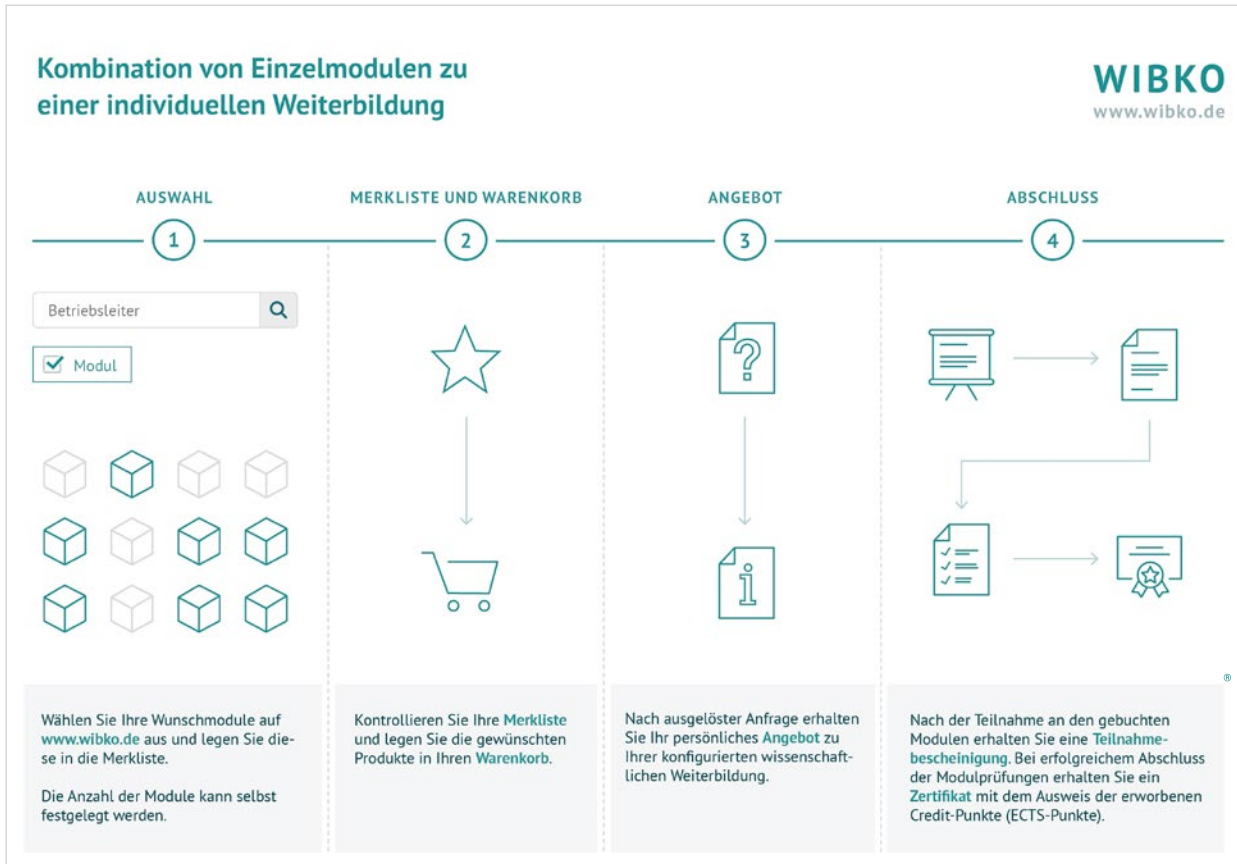 Kombination von Einzelmodulen zu
einer individuellen Weiterbildung
WIBKO
www.wibko.de
AUSWAHL
1
Betriebsleiter
Modul
Wählen Sie Ihre Wunschmodule auf
www.wibko.de aus und legen Sie die-
se in die Merkliste.
Die Anzahl der Module kann selbst
festgelegt werden.
MERKLISTE UND WARENKORB
2
Kontrollieren Sie Ihre Merkliste
und legen Sie die gewünschten
Produkte in Ihren Warenkorb.
ANGEBOT
3
?
i
Nach ausgelöster Anfrage erhalten
Sie Ihr persönliches Angebot zu
Ihrer konfigurierten wissenschaft-
lichen Weiterbildung.
ABSCHLUSS
4
®
Nach der Teilnahme an den gebuchten
Modulen erhalten Sie eine Teilnahme-
bescheinigung. Bei erfolgreichem Abschluss
der Modulprüfungen erhalten Sie ein
Zertifikat mit dem Ausweis der erworbenen
Credit-Punkte (ECTS-Punkte).